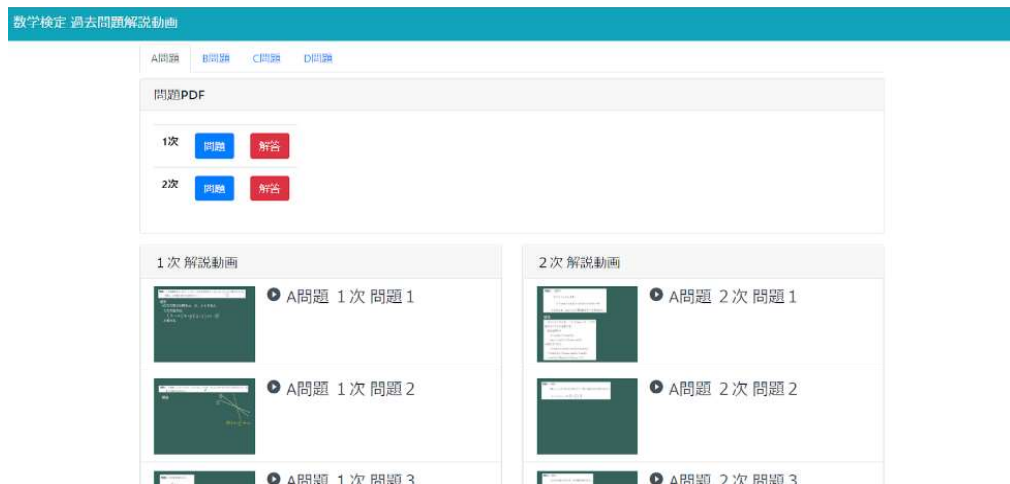 数学検定 過去問題解説動画
A問題 B問題 C問題 D問題
問題PDF
1次 問題 解答
2次 問題 解答
1次 解説動画
A問題 1次 問題1
A問題 1次 問題2
A問題 1次 問題3
2次 解説動画
A問題 2次 問題1
A問題 2次 問題2
A問題 2次 問題3